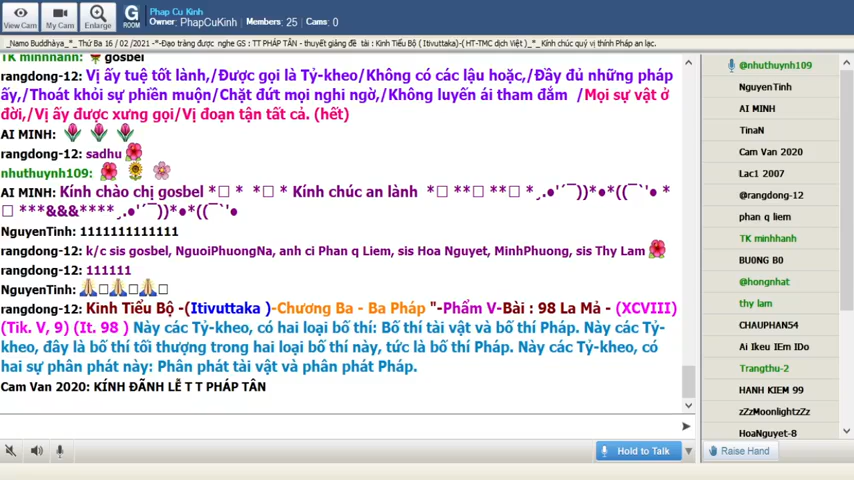 Phap Cu Kinh
Owner: PhapCuKinh | Members: 25 | Cams: 0
View Cam
My Cam
Enlarge
G ROOM
_Namo Buddhàya_*_ Thứ Ba 16 / 02 /2021 -*-Đạo tràng được nghe GS : TT PHÁP TÂN - thuyết giảng đề tài : Kinh Tiểu Bộ ( Itivuttaka)-( HT-TMC dịch Việt )_*_ Kính chúc quý vị thính Pháp an lạc.
TK minhhanh: gosbel
rangdong-12: Vị ấy tuệ tốt lành,/Được gọi là Tỷ-kheo/Không có các lậu hoặc,/Đầy đủ những pháp
ấy,/Thoát khỏi sự phiền muộn/Chặt đứt mọi nghi ngờ,/Không luyến ái tham đắm /Mọi sự vật ở
đời,/Vị ấy được xưng gọi/Vị đoạn tận tất cả. (hết)
AI MINH:
rangdong-12: sadhu
nhuthuynh109:
AI MINH: Kính chào chị gosbel *□ * *□ * Kính chúc an lành *□ **□ **□ *¸.●'´¯))*●*((¯`'● *
□ ***&&&****¸.●'´¯))*●*((¯`'●
NguyenTinh: 1111111111111
rangdong-12: k/c sis gosbel, NguoiPhuongNa, anh ci Phan q Liem, sis Hoa Nguyet, MinhPhuong, sis Thy Lam
rangdong-12: 111111
NguyenTinh:
rangdong-12: Kinh Tiểu Bộ -(Itivuttaka )-Chương Ba - Ba Pháp "-Phẩm V-Bài : 98 La Mả - (XCVIII)
(Tik. V, 9) (It. 98 ) Này các Tỷ-kheo, có hai loại bố thí: Bố thí tài vật và bố thí Pháp. Này các Tỷ-
kheo, đây là bố thí tối thượng trong hai loại bố thí này, tức là bố thí Pháp. Này các Tỷ-kheo, có
hai sự phân phát này: Phân phát tài vật và phân phát Pháp.
Cam Van 2020: KÍNH ĐÃNH LỄ T T PHÁP TÂN
Hold to Talk
@nhuthuynh109
NguyenTinh
AI MINH
TinaN
Cam Van 2020
Lac1 2007
@rangdong-12
phan q liem
TK minhhanh
BU0NG B0
@hongnhat
thy lam
CHAUPHAN54
Ai Ikeu IEm IDo
Trangthu-2
HANH KIEM 99
zZzMoonlightzZz
HoaNguyet-8
Raise Hand